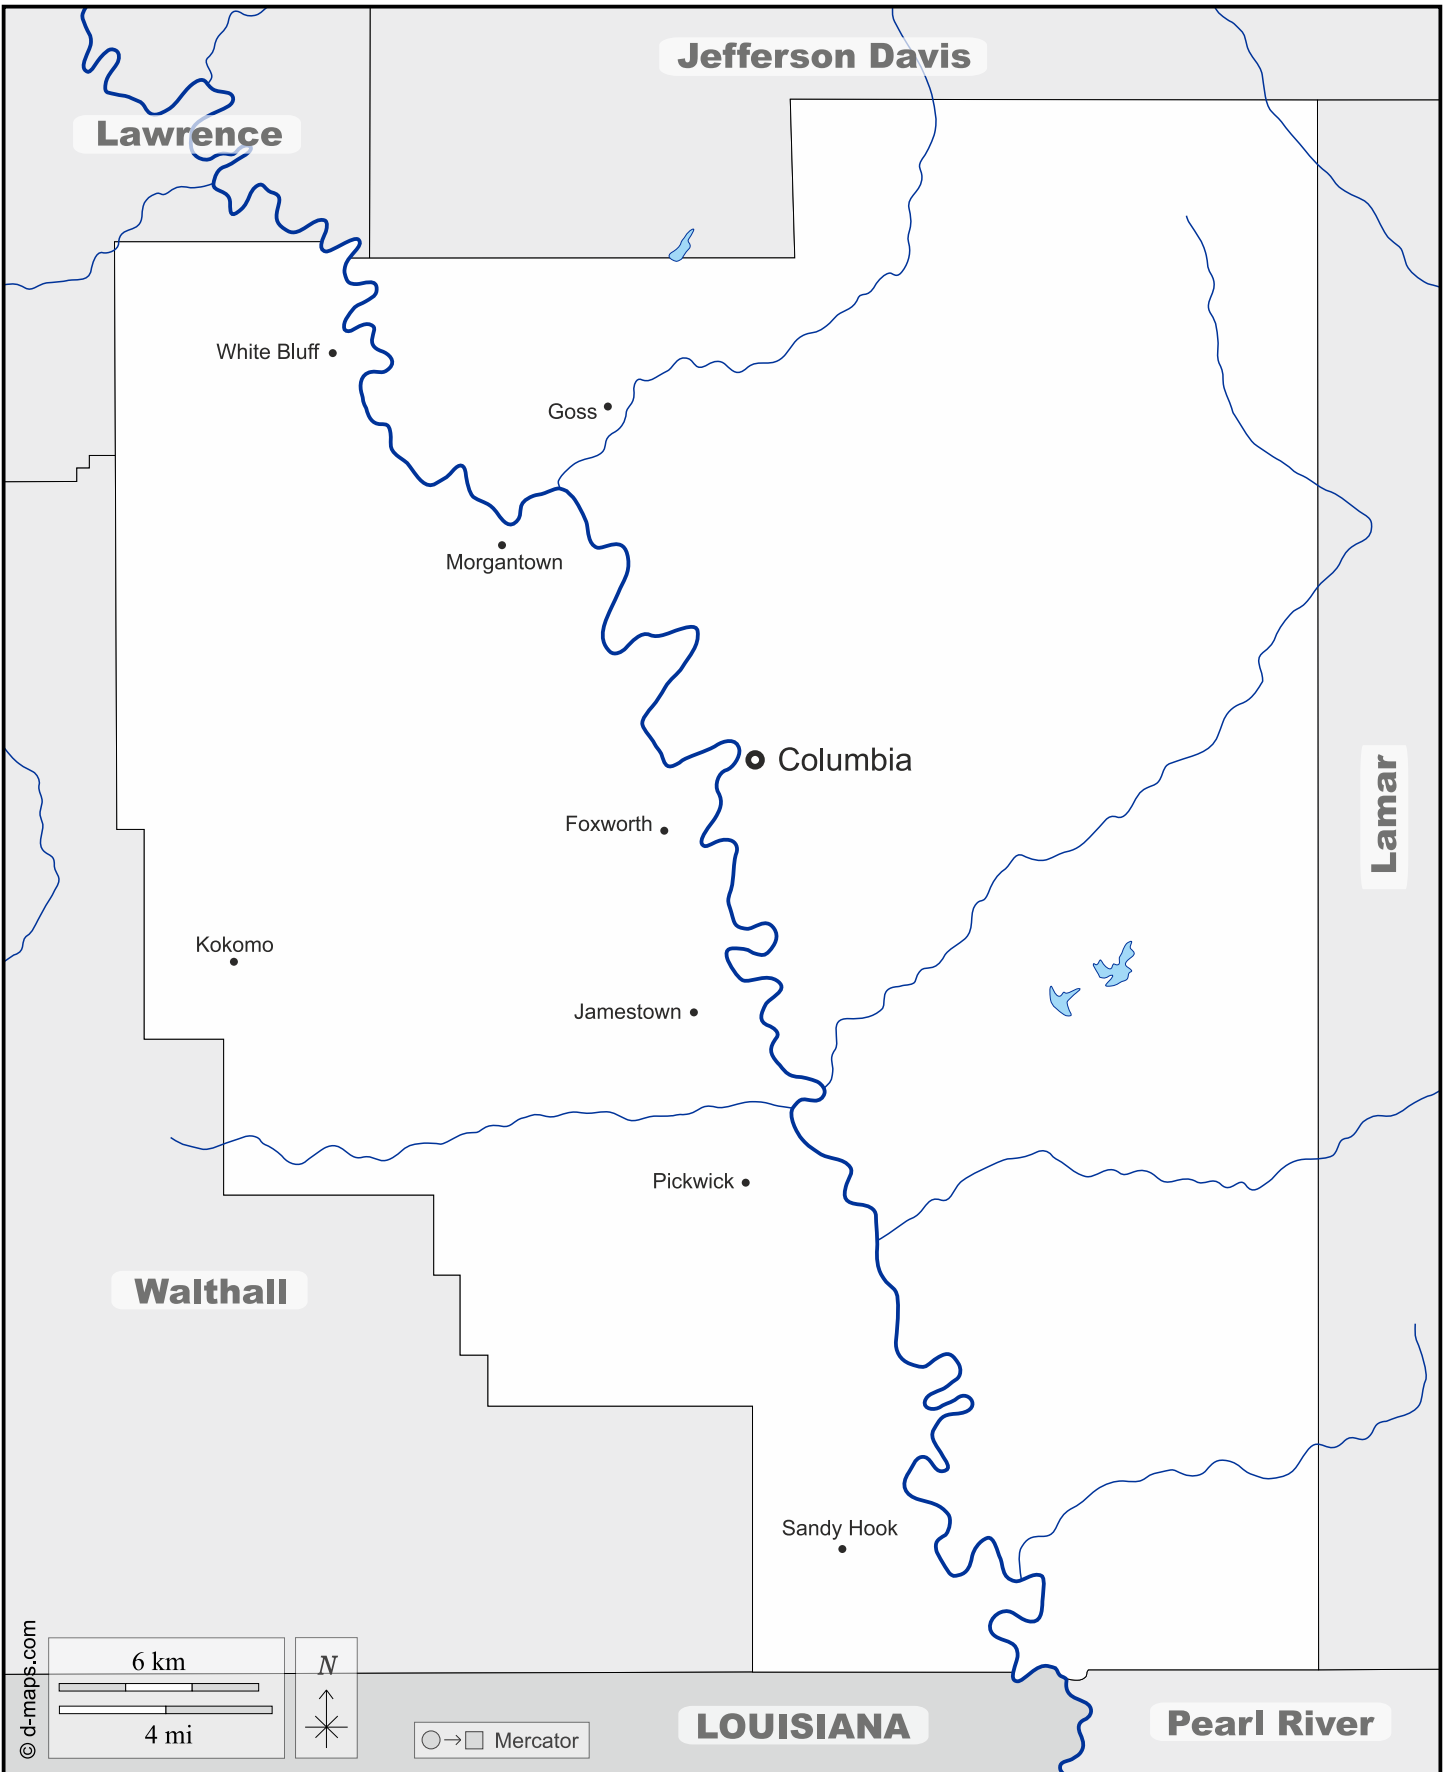 Jefferson Davis
Lawrence
White Bluff
Goss
Morgantown
Columbia
Foxworth
Lamar
Kokomo
Jamestown
Pickwick
Walthall
Sandy Hook
© d-maps.com
6 km
4 mi
N
Mercator
LOUISIANA
Pearl River